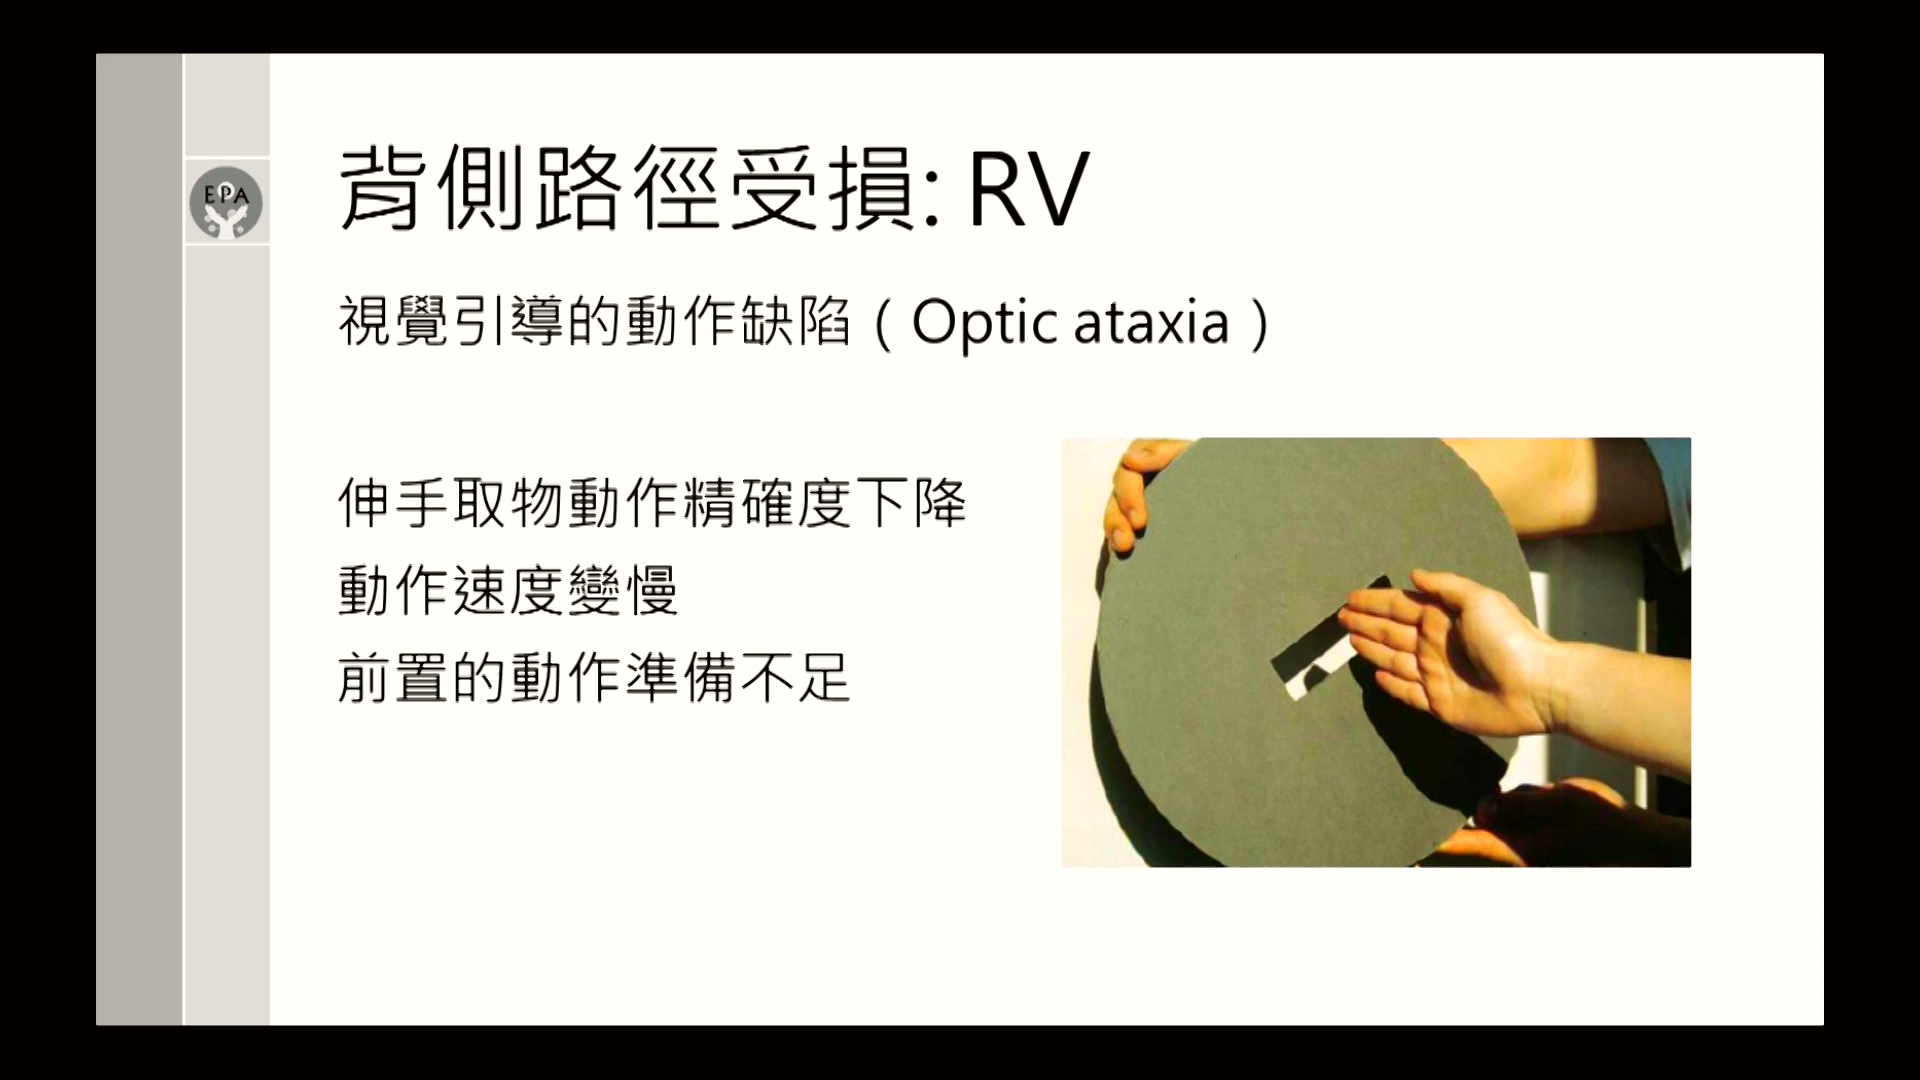 EPA
背側路徑受損: RV
視覺引導的動作缺陷（Optic ataxia）
伸手取物動作精確度下降
動作速度變慢
前置的動作準備不足